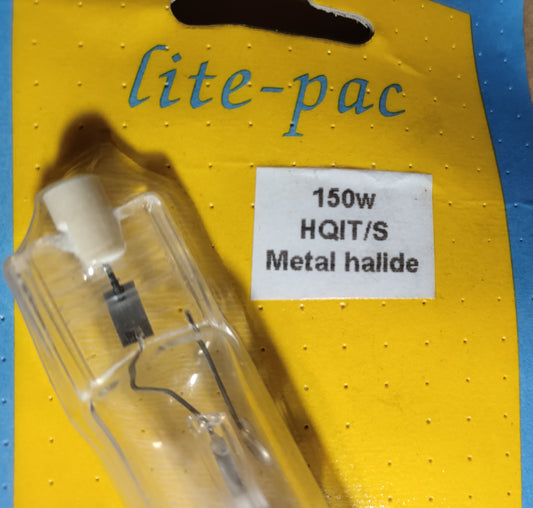 lite-pac
150w
HQIT/S
Metal halide